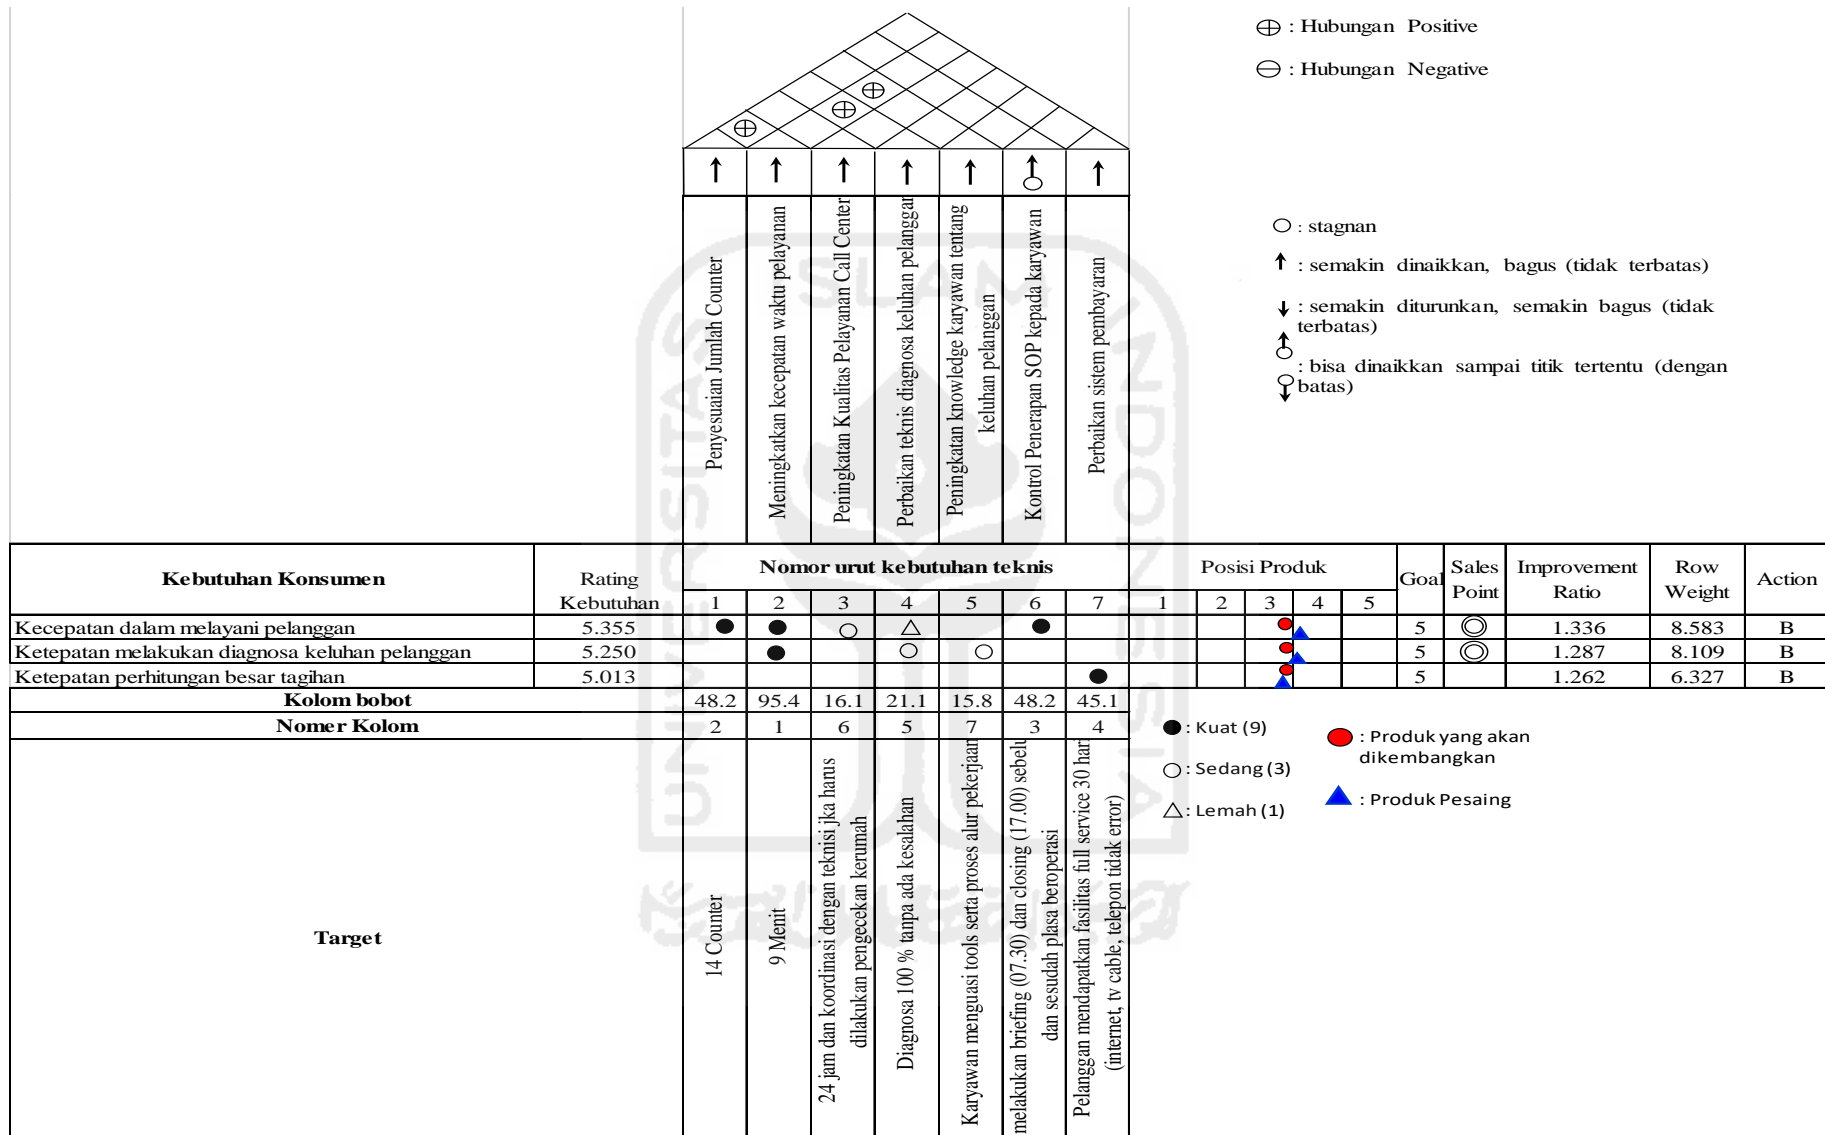 : Hubungan Positive
: Hubungan Negative
: stagnan
: semakin dinaikkan, bagus (tidak terbatas)
: semakin diturunkan, semakin bagus (tidak
terbatas)
: bisa dinaikkan sampai titik tertentu (dengan
batas)
Penyesuaian Jumlah Counter
Meningkatkan kecepatan waktu pelayanan
Peningkatan Kualitas Pelayanan Call Center
Perbaikan teknis diagnosa keluhan pelanggan
Peningkatan knowledge karyawan tentang
keluhan pelanggan
Kontrol Penerapan SOP kepada karyawan
Perbaikan sistem pembayaran
UNIVERSITAS
ISLAM
INDONESIA
Kebutuhan Konsumen
Rating
Kebutuhan
Nomor urut kebutuhan teknis
Posisi Produk
Goal
Sales
Point
Improvement
Ratio
Row
Weight
Action
1 2 3 4 5 6 7 1 2 3 4 5
Kecepatan dalam melayani pelanggan 5.355 5 1.336 8.583 B
Ketepatan melakukan diagnosa keluhan pelanggan 5.250 5 1.287 8.109 B
Ketepatan perhitungan besar tagihan 5.013 5 1.262 6.327 B
Kolom bobot 48.2 95.4 16.1 21.1 15.8 48.2 45.1
Nomer Kolom 2 1 6 5 7 3 4
Target
14 Counter
9 Menit
24 jam dan koordinasi dengan teknisi jka harus
dilakukan pengecekan kerumah
Diagnosa 100 % tanpa ada kesalahan
Karyawan menguasi tools serta proses alur pekerjaan
melakukan briefing (07.30) dan closing (17.00) sebelu
dan sesudah plasa beroperasi
Pelanggan mendapatkan fasilitas full service 30 hari
(internet, tv cable, telepon tidak error)
: Kuat (9)
: Sedang (3)
: Lemah (1)
: Produk yang akan
dikembangkan
: Produk Pesaing